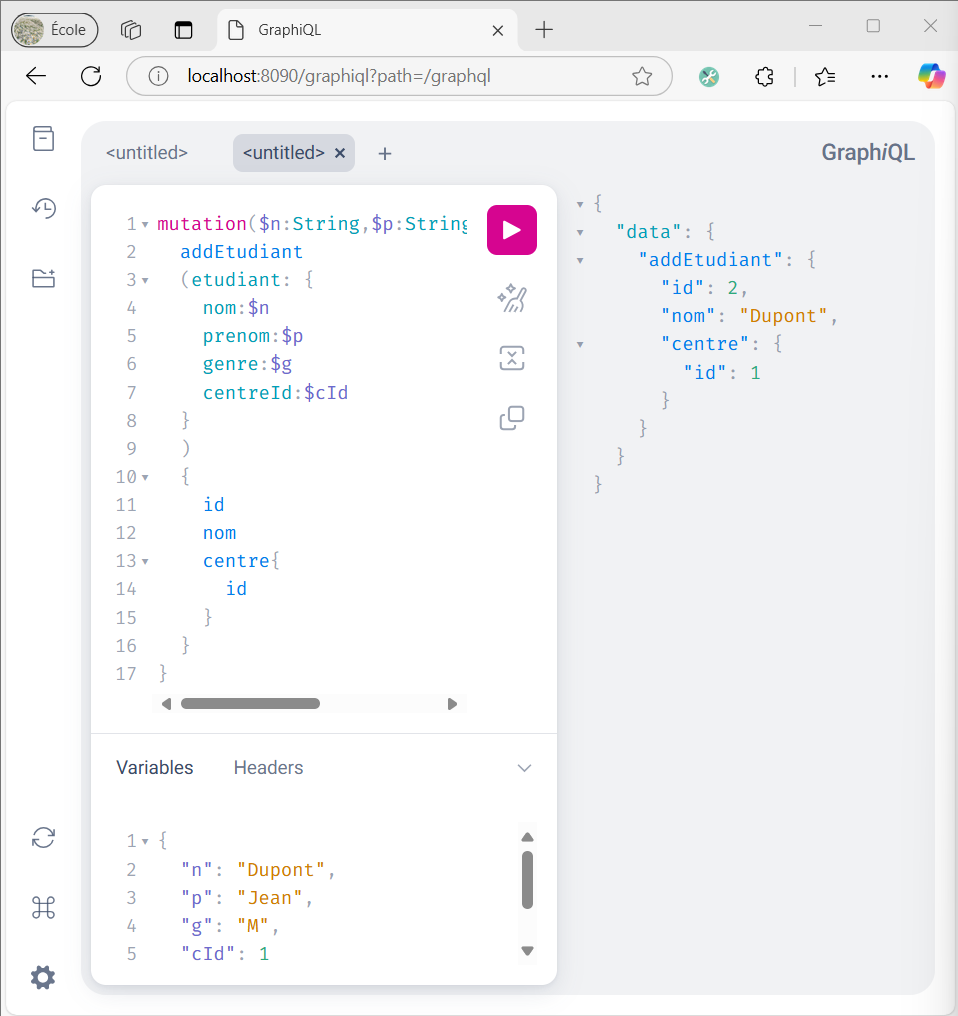 École
GraphiQL
localhost:8090/graphiql?path=/graphql
<untitled>
<untitled>
GraphiQL
1 mutation($n:String,$p:String
2 addEtudiant
3 (etudiant: {
4 nom:$n
5 prenom:$p
6 genre:$g
7 centreId:$cId
8 }
9 )
10 {
11 id
12 nom
13 centre{
14 id
15 }
16 }
17 }
Variables Headers
1 {
2 "n": "Dupont",
3 "p": "Jean",
4 "g": "M",
5 "cId": 1
{
"data": {
"addEtudiant": {
"id": 2,
"nom": "Dupont",
"centre": {
"id": 1
}
}
}
}